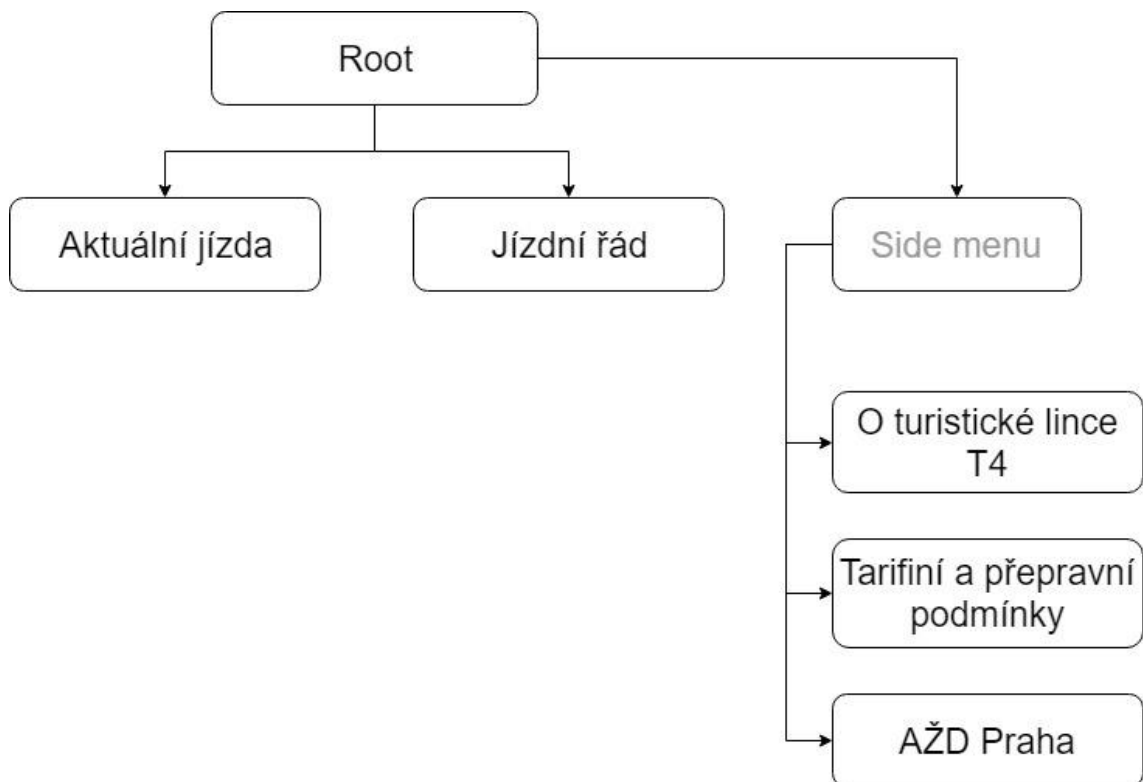 Root
Aktuální jízda
Jízdní řád
Side menu
O turistické lince
T4
Tarifiní a přepravní
podmínky
AŽD Praha